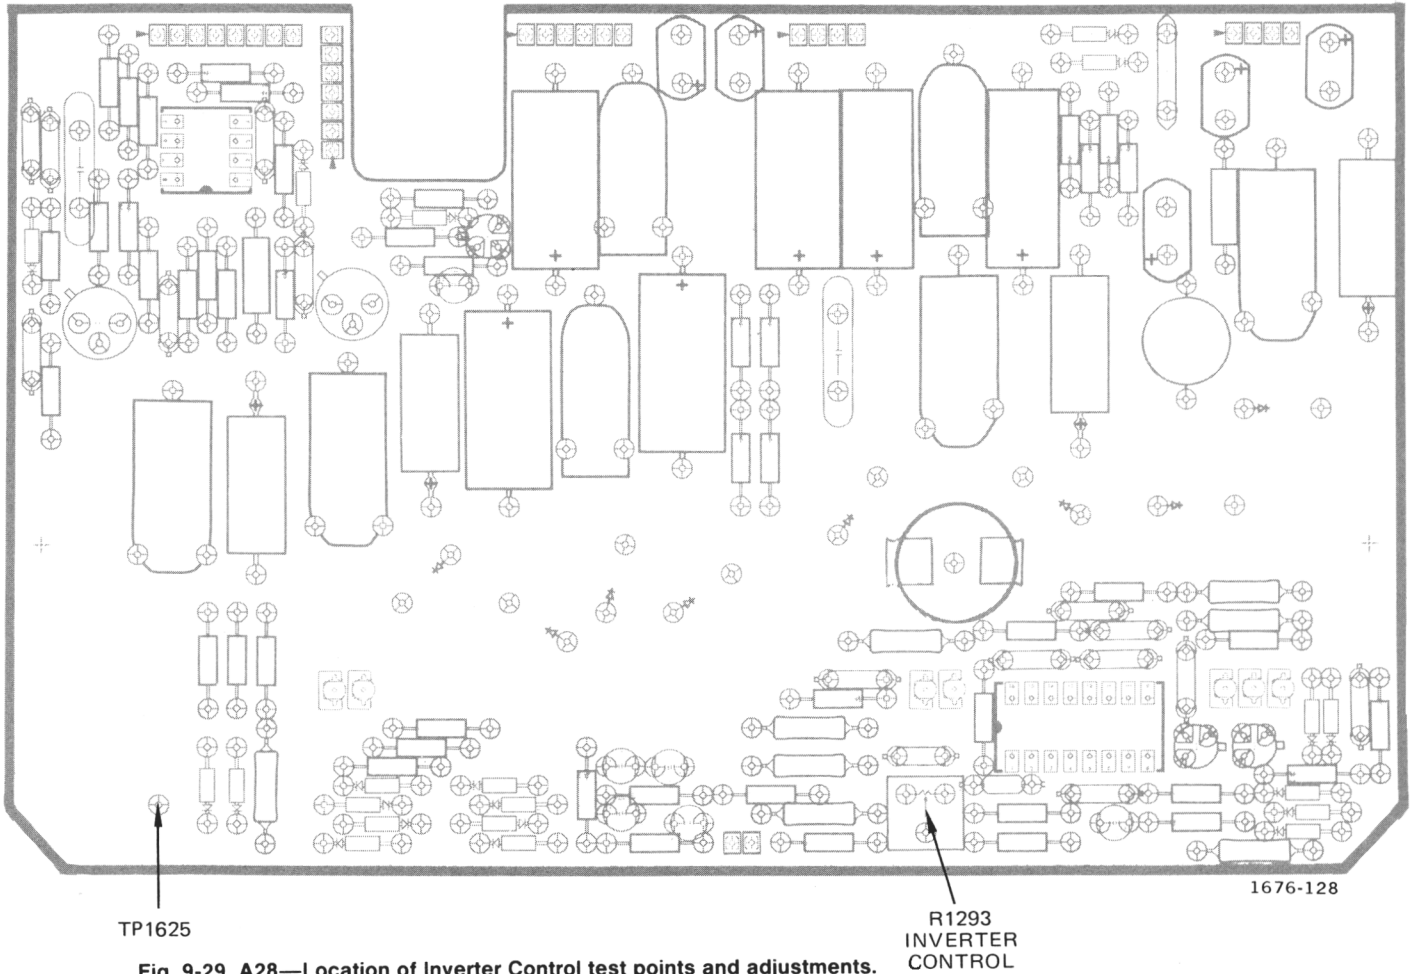 1676-128
TP1625
R1293
INVERTER
CONTROL
Fig. 9-29. A28—Location of Inverter Control test points and adjustments.